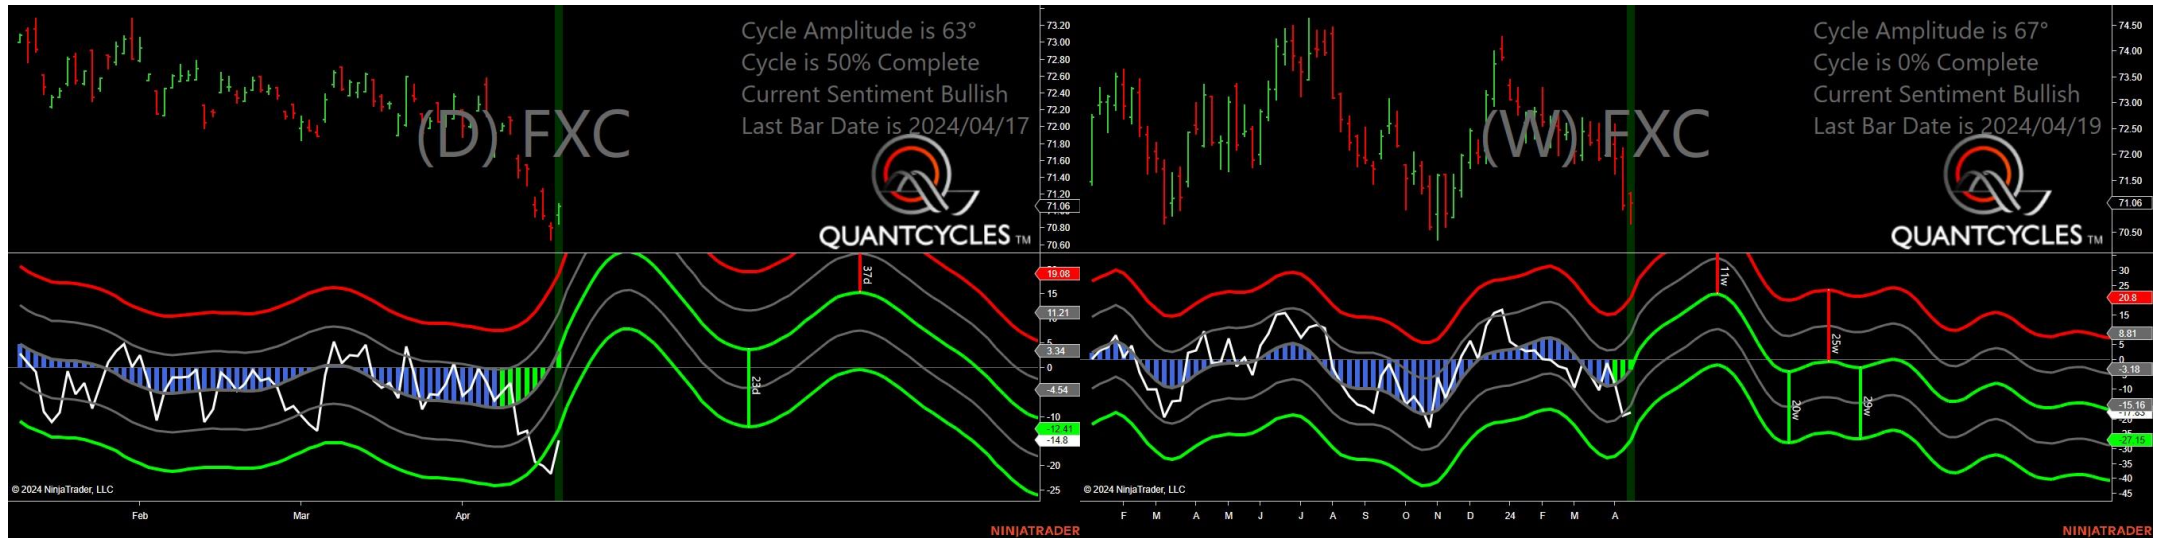 Cycle Amplitude is 63°
Cycle is 50% Complete
Current Sentiment Bullish
Last Bar Date is 2024/04/17
(D) FXC
QUANTCYCLES TM
73.20
73.00
72.80
72.60
72.40
72.20
72.00
71.80
71.60
71.40
71.20
71.06
70.80
70.60
37d
23d
19.08
15
11.21
5
3.34
0
-4.54
-10
-12.41
-14.8
-20
-25
© 2024 NinjaTrader, LLC
Feb
Mar
Apr
NINJATRADER
Cycle Amplitude is 67°
Cycle is 0% Complete
Current Sentiment Bullish
Last Bar Date is 2024/04/19
(W) FXC
QUANTCYCLES TM
74.50
74.00
73.50
73.00
72.50
72.00
71.50
71.06
70.50
11w
25w
20w
29w
30
25
20.8
15
8.81
5
0
-3.18
-10
-15.16
-17.83
-20
-27.15
-30
-35
-40
-45
© 2024 NinjaTrader, LLC
F
M
A
M
J
J
A
S
O
N
D
24
F
M
A
NINJATRADER